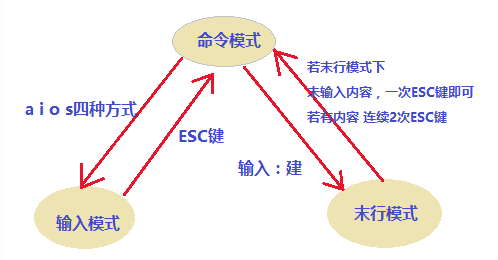 命令模式
若末行模式下
未输入内容，一次ESC键即可
若有内容 连续2次ESC键
a i o s四种方式
ESC键
输入：建
输入模式
末行模式